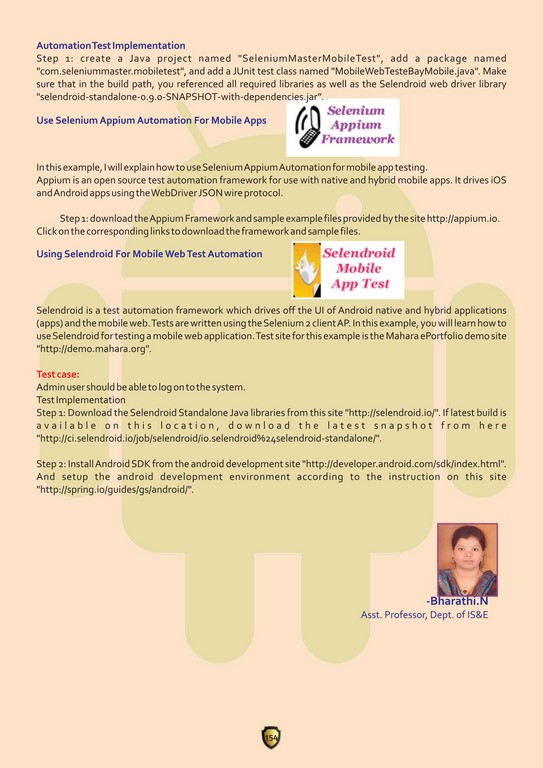 Automation Test Implementation
Step 1: create a Java project named "SeleniumMasterMobileTest", add a package named
"com.seleniummaster.mobiletest", and add a JUnit test class named "MobileWebTesteBayMobile.java". Make
sure that in the build path, you referenced all required libraries as well as the Selendroid web driver library
"selendroid-standalone-0.9.0-SNAPSHOT-with-dependencies.jar".
Use Selenium Appium Automation For Mobile Apps
Selenium
Appium
Framework
In this example, I will explain how to use Selenium Appium Automation for mobile app testing.
Appium is an open source test automation framework for use with native and hybrid mobile apps. It drives iOS
and Android apps using the WebDriver JSON wire protocol.
Step 1: download the Appium Framework and sample example files provided by the site http://appium.io.
Click on the corresponding links to download the framework and sample files.
Using Selendroid For Mobile Web Test Automation
Selendroid
Mobile
App Test
Selendroid is a test automation framework which drives off the UI of Android native and hybrid applications
(apps) and the mobile web. Tests are written using the Selenium 2 client AP. In this example, you will learn how to
use Selendroid for testing a mobile web application. Test site for this example is the Mahara ePortfolio demo site
"http://demo.mahara.org".
Test case:
Admin user should be able to log on to the system.
Test Implementation
Step 1: Download the Selendroid Standalone Java libraries from this site "http://selendroid.io/". If latest build is
available on this location, download the latest snapshot from here
"http://ci.selendroid.io/job/selendroid/io.selendroid%24selendroid-standalone/".
Step 2: Install Android SDK from the android development site "http://developer.android.com/sdk/index.html".
And setup the android development environment according to the instruction on this site
"http://spring.io/guides/gs/android/".
-Bharathi.N
Asst. Professor, Dept. of IS&E
154